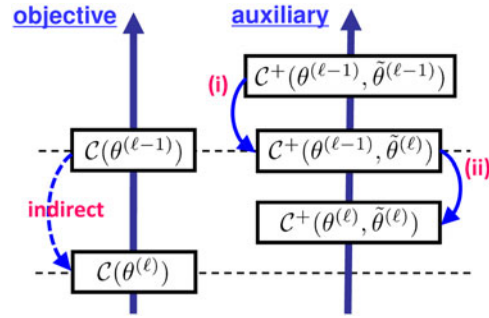 objective auxiliary
C⁺(θ^(ℓ−1), θ̃^(ℓ−1))
(i)
C(θ^(ℓ−1)) C⁺(θ^(ℓ−1), θ̃^(ℓ))
(ii)
indirect C⁺(θ^(ℓ), θ̃^(ℓ))
C(θ^(ℓ))